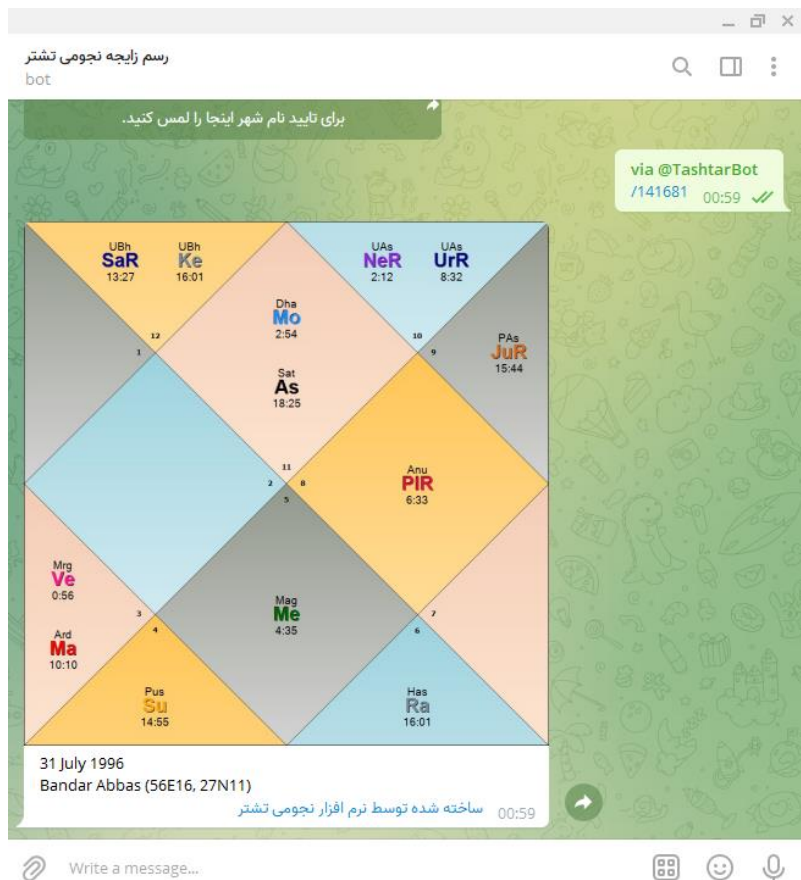 رسم زایجه نجومی تشتر
bot
برای تایید نام شهر اینجا را لمس کنید.
via @TashtarBot
/141681 00:59
UBh UBh
SaR Ke
13:27 16:01
UAs UAs
NeR UrR
2:12 8:32
Dha
Mo
2:54
12
1
10
9
PAs
JuR
15:44
Sat
As
18:25
11
2 8
5
Anu
PlR
6:33
Mrg
Ve
0:56
Ard
Ma
10:10
3
4
Mag
Me
4:35
7
6
Pus
Su
14:55
Has
Ra
16:01
31 July 1996
Bandar Abbas (56E16, 27N11)
ساخته شده توسط نرم افزار نجومی تشتر 00:59
Write a message...